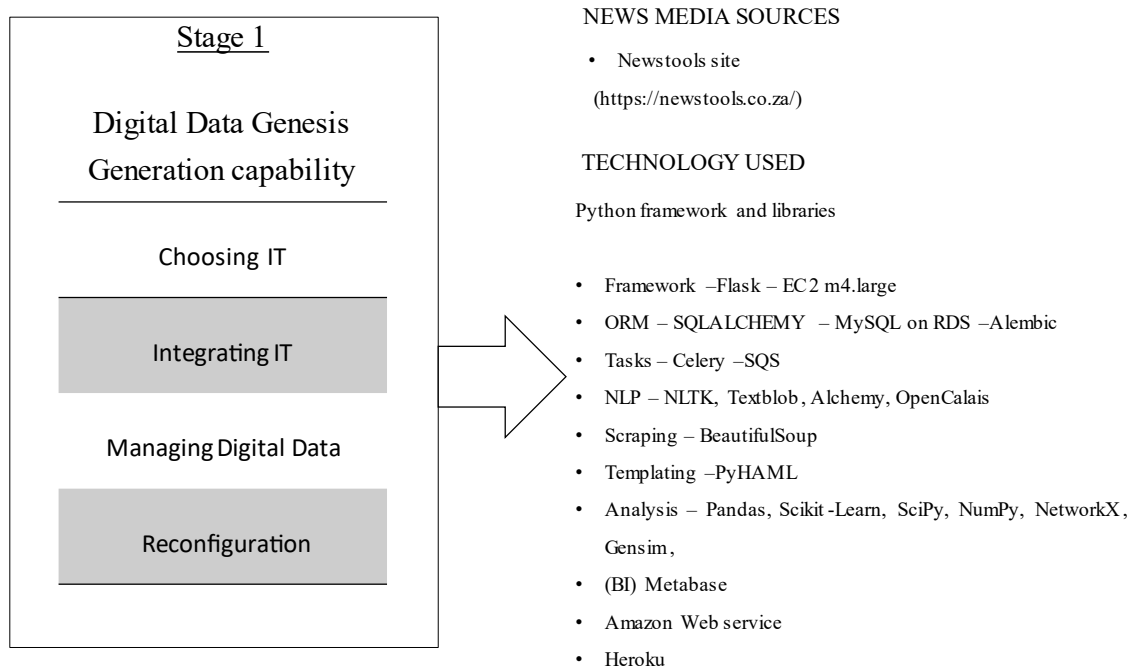 Stage 1
Digital Data Genesis
Generation capability
Choosing IT
Integrating IT
Managing Digital Data
Reconfiguration
NEWS MEDIA SOURCES
• Newstools site
(https://newstools.co.za/)
TECHNOLOGY USED
Python framework and libraries
• Framework –Flask – EC2 m4.large
• ORM – SQLALCHEMY – MySQL on RDS –Alembic
• Tasks – Celery –SQS
• NLP – NLTK, Textblob, Alchemy, OpenCalais
• Scraping – BeautifulSoup
• Templating –PyHAML
• Analysis – Pandas, Scikit-Learn, SciPy, NumPy, NetworkX,
Gensim,
• (BI) Metabase
• Amazon Web service
• Heroku